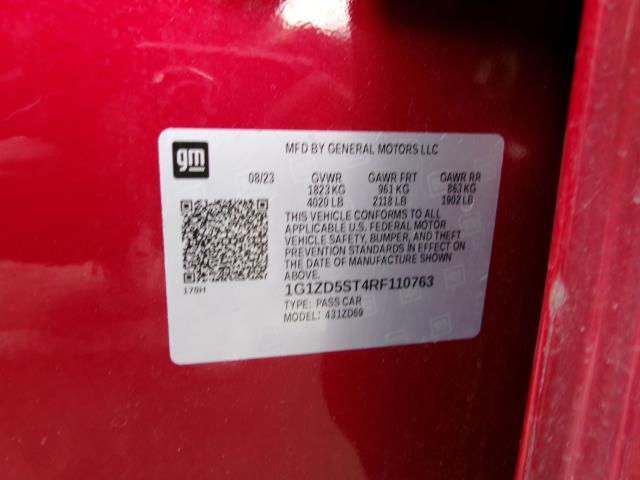 gm
MFD BY GENERAL MOTORS LLC
08/23 GVWR GAWR FRT GAWR RR
1823 KG 961 KG 863 KG
4020 LB 2118 LB 1902 LB
THIS VEHICLE CONFORMS TO ALL
APPLICABLE U.S. FEDERAL MOTOR
VEHICLE SAFETY, BUMPER, AND THEFT
PREVENTION STANDARDS IN EFFECT ON
THE DATE OF MANUFACTURE SHOWN
ABOVE.
176H
1G1ZD5ST4RF110763
TYPE: PASS CAR
MODEL: 431ZD69